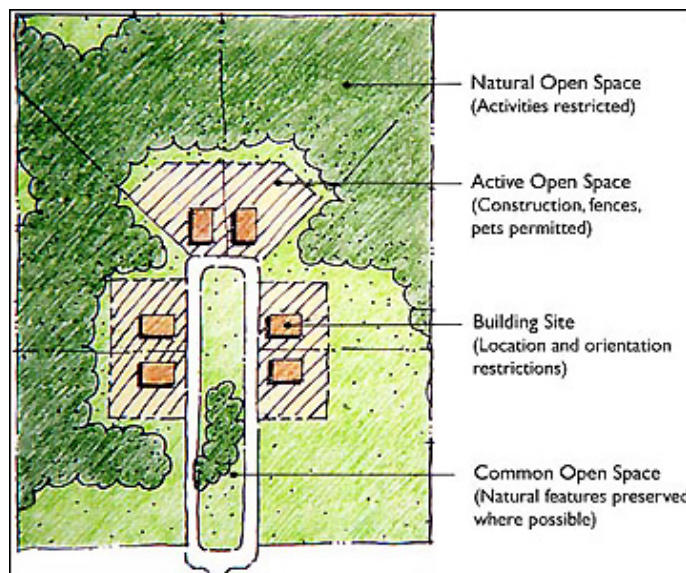 Natural Open Space
(Activities restricted)
Active Open Space
(Construction, fences,
pets permitted)
Building Site
(Location and orientation
restrictions)
Common Open Space
(Natural features preserved
where possible)